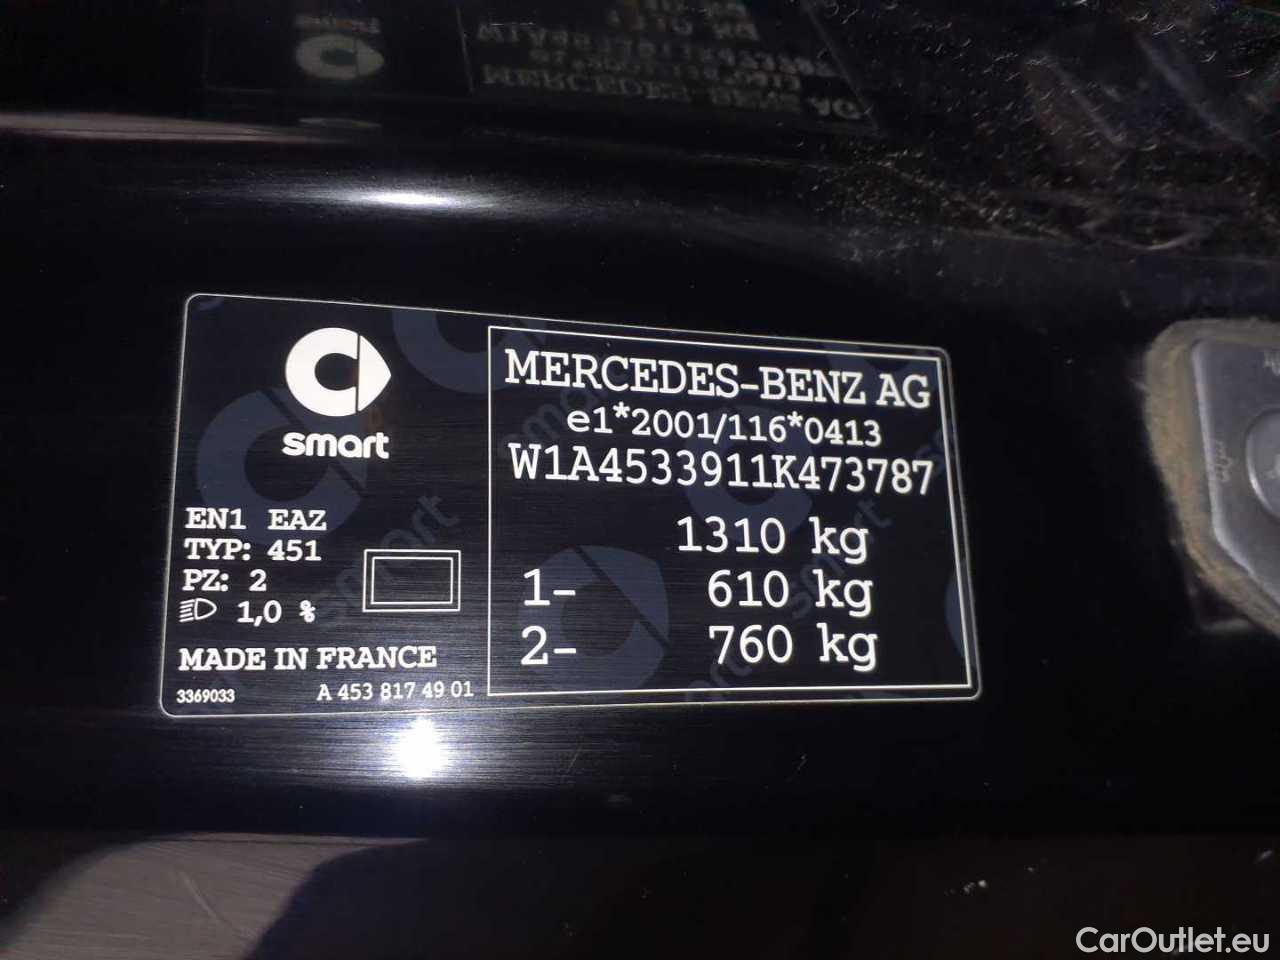 smart
EN1 EAZ
TYP: 451
PZ: 2
1,0 %
MADE IN FRANCE
3369033 A 453 817 49 01
MERCEDES-BENZ AG
e1*2001/116*0413
W1A4533911K473787
1310 kg
1- 610 kg
2- 760 kg
CarOutlet.eu